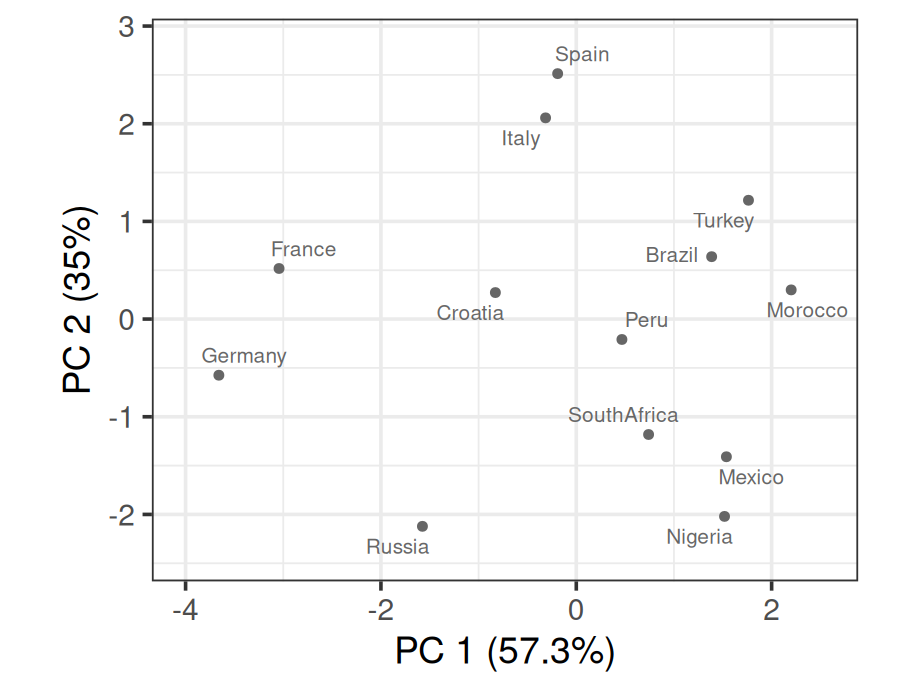 3
Spain
2
Italy
Turkey
1
Brazil
France
Morocco
Croatia
0
Peru
Germany
-1
SouthAfrica
Mexico
-2
Nigeria
Russia
PC 2 (35%)
-4 -2 0 2
PC 1 (57.3%)